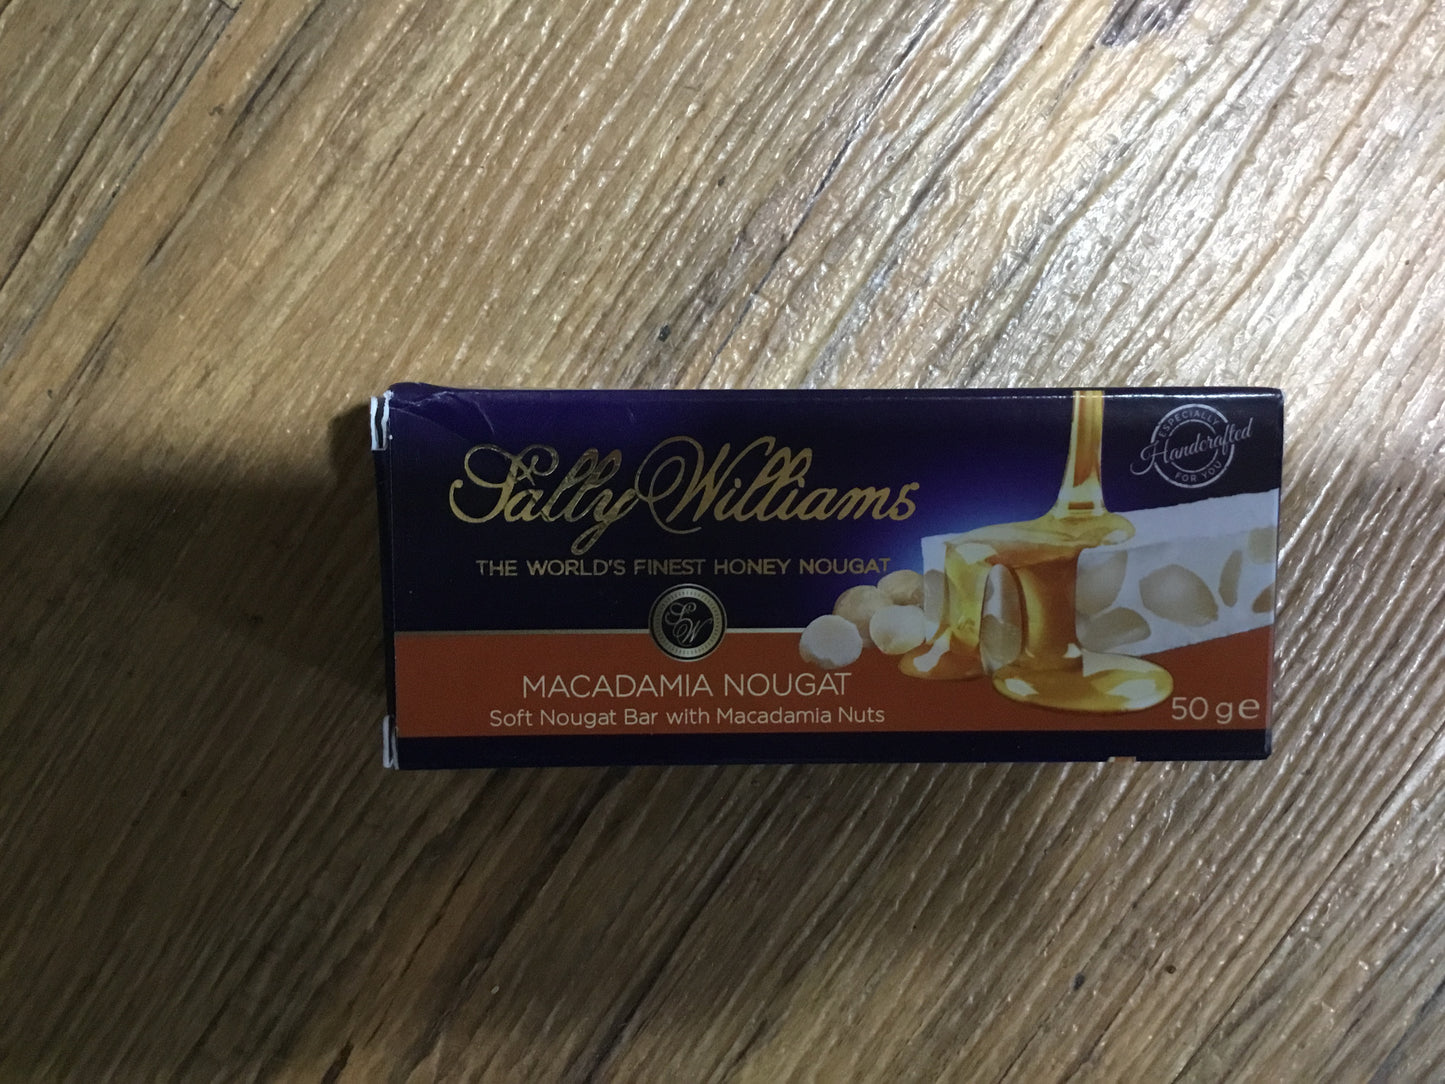 Sally Williams
THE WORLD'S FINEST HONEY NOUGAT
SW
MACADAMIA NOUGAT
Soft Nougat Bar with Macadamia Nuts
ESPECIALLY
Handcrafted
FOR YOU
50 g e